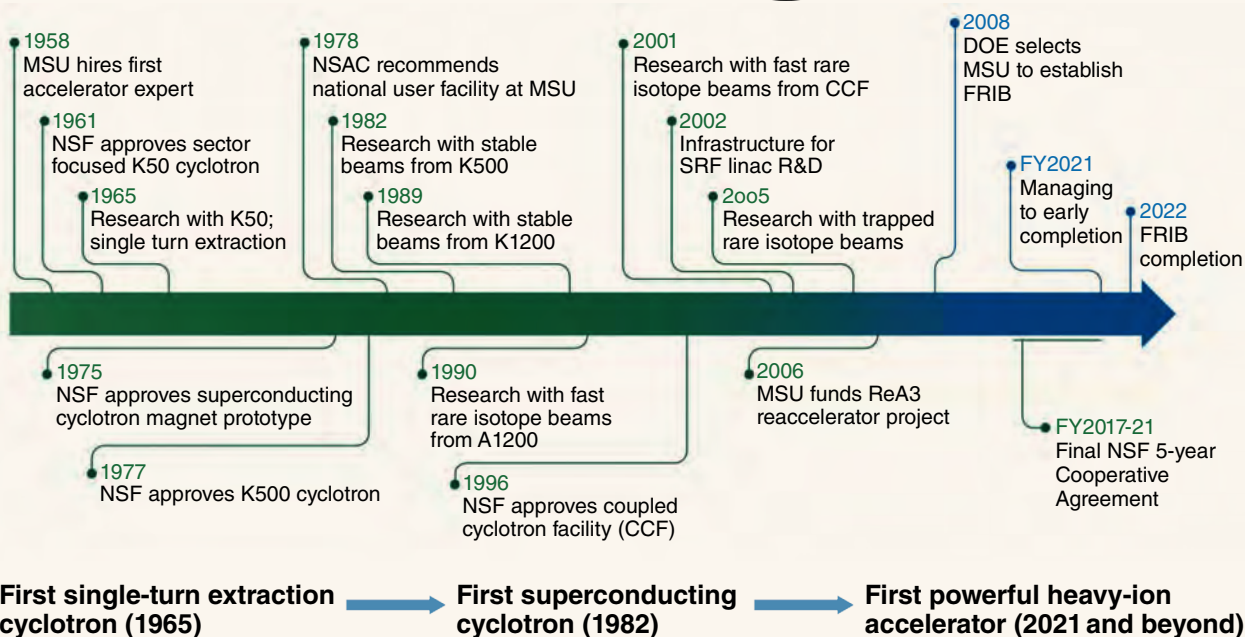 1958
MSU hires first
accelerator expert
1961
NSF approves sector
focused K50 cyclotron
1965
Research with K50;
single turn extraction
1978
NSAC recommends
national user facility at MSU
1982
Research with stable
beams from K500
1989
Research with stable
beams from K1200
2001
Research with fast rare
isotope beams from CCF
2002
Infrastructure for
SRF linac R&D
2oo5
Research with trapped
rare isotope beams
2008
DOE selects
MSU to establish
FRIB
FY2021
Managing
to early
completion
2022
FRIB
completion
1975
NSF approves superconducting
cyclotron magnet prototype
1977
NSF approves K500 cyclotron
1990
Research with fast
rare isotope beams
from A1200
1996
NSF approves coupled
cyclotron facility (CCF)
2006
MSU funds ReA3
reaccelerator project
FY2017-21
Final NSF 5-year
Cooperative
Agreement
First single-turn extraction
cyclotron (1965)
First superconducting
cyclotron (1982)
First powerful heavy-ion
accelerator (2021 and beyond)